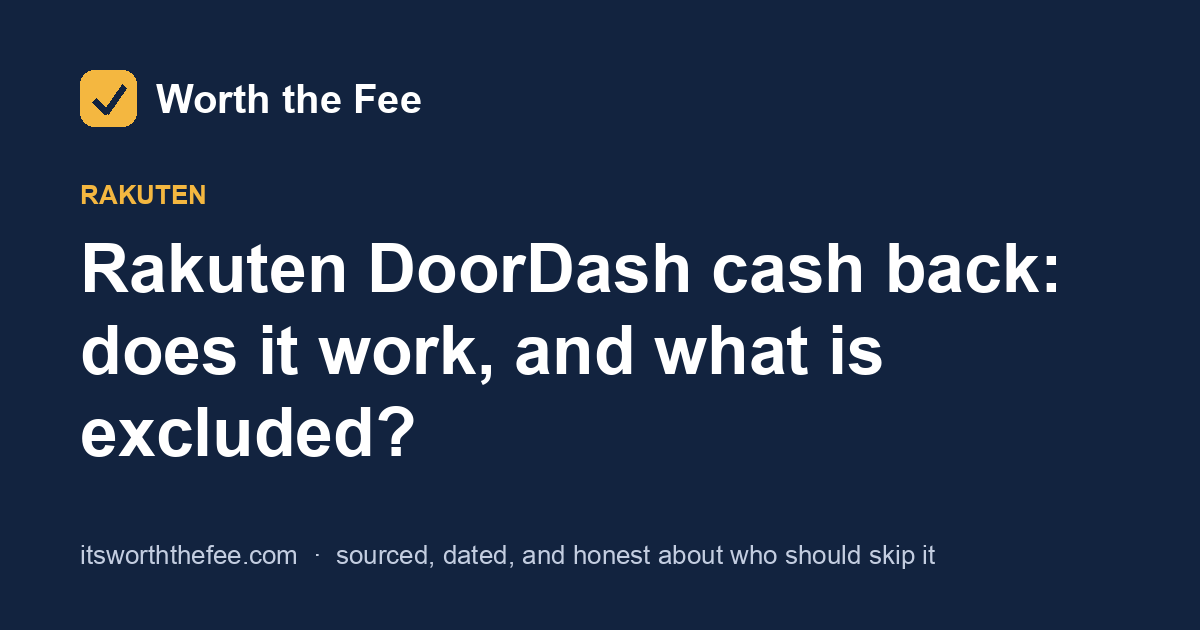 Worth the Fee
RAKUTEN
Rakuten DoorDash cash back:
does it work, and what is
excluded?
itsworththefee.com · sourced, dated, and honest about who should skip it